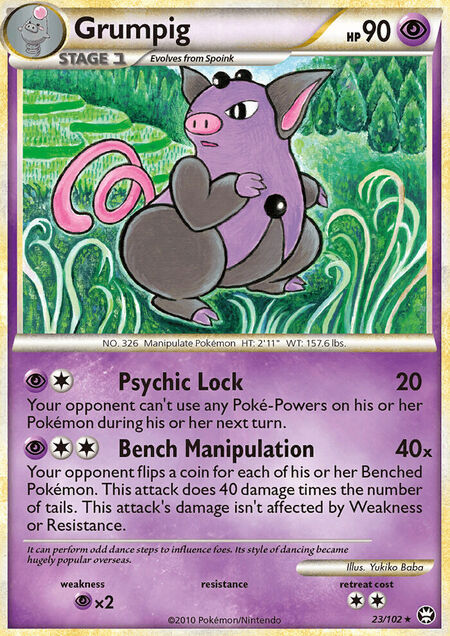 Grumpig
HP 90
STAGE 1
Evolves from Spoink
NO. 326 Manipulate Pokémon HT: 2'11" WT: 157.6 lbs.
Psychic Lock 20
Your opponent can't use any Poké-Powers on his or her
Pokémon during his or her next turn.
Bench Manipulation 40x
Your opponent flips a coin for each of his or her Benched
Pokémon. This attack does 40 damage times the number
of tails. This attack's damage isn't affected by Weakness
or Resistance.
It can perform odd dance steps to influence foes. Its style of dancing became
hugely popular overseas.
Illus. Yukiko Baba
weakness resistance retreat cost
×2
23/102 ★
©2010 Pokémon/Nintendo